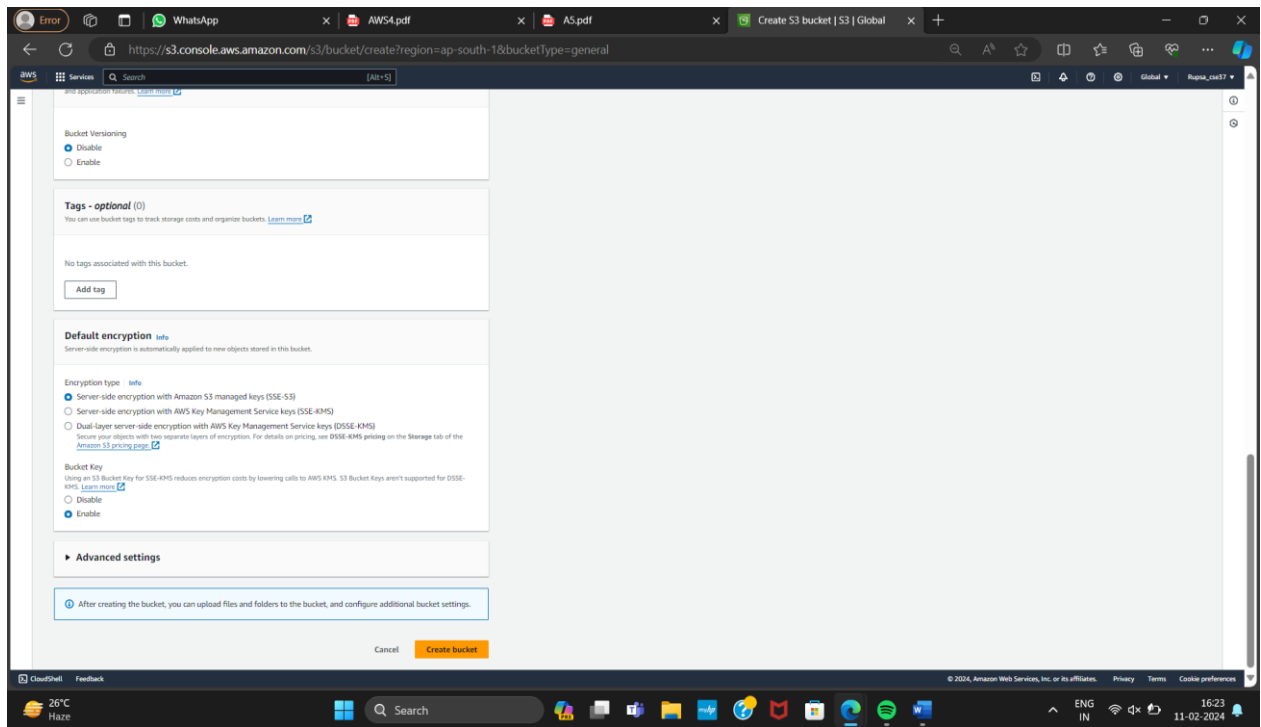 Error
WhatsApp
AWS4.pdf
A5.pdf
Create S3 bucket | S3 | Global
https://s3.console.aws.amazon.com/s3/bucket/create?region=ap-south-1&bucketType=general
aws
Services
Search
[Alt+S]
Global
Rupsa_cse37
and application failures. Learn more
Bucket Versioning
Disable
Enable
Tags - optional (0)
You can use bucket tags to track storage costs and organize buckets. Learn more
No tags associated with this bucket.
Add tag
Default encryption Info
Server-side encryption is automatically applied to new objects stored in this bucket.
Encryption type Info
Server-side encryption with Amazon S3 managed keys (SSE-S3)
Server-side encryption with AWS Key Management Service keys (SSE-KMS)
Dual-layer server-side encryption with AWS Key Management Service keys (DSSE-KMS)
Secure your objects with two separate layers of encryption. For details on pricing, see DSSE-KMS pricing on the Storage tab of the
Amazon S3 pricing page.
Bucket Key
Using an S3 Bucket Key for SSE-KMS reduces encryption costs by lowering calls to AWS KMS. S3 Bucket Keys aren't supported for DSSE-
KMS. Learn more
Disable
Enable
Advanced settings
After creating the bucket, you can upload files and folders to the bucket, and configure additional bucket settings.
Cancel
Create bucket
CloudShell
Feedback
© 2024, Amazon Web Services, Inc. or its affiliates.
Privacy
Terms
Cookie preferences
26°C
Haze
Search
ENG
IN
16:23
11-02-2024